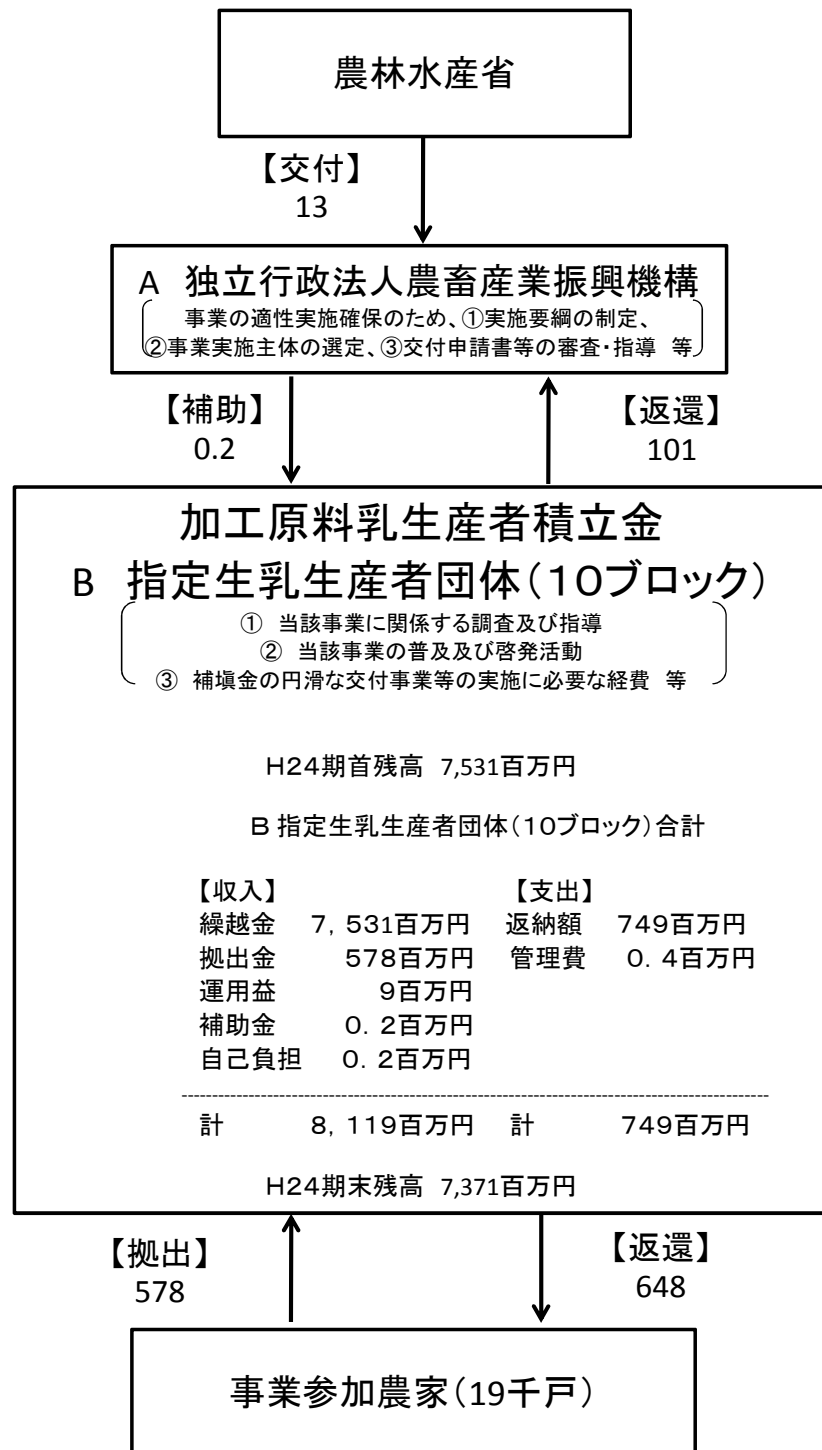 農林水産省
【交付】
13
A 独立行政法人農畜産業振興機構
事業の適性実施確保のため、①実施要綱の制定、
②事業実施主体の選定、③交付申請書等の審査・指導 等
【補助】
0.2
【返還】
101
加工原料乳生産者積立金
B 指定生乳生産者団体(10ブロック)
① 当該事業に関係する調査及び指導
② 当該事業の普及及び啓発活動
③ 補塡金の円滑な交付事業等の実施に必要な経費 等
H24期首残高 7,531百万円
B 指定生乳生産者団体(10ブロック)合計
【収入】 【支出】
繰越金 7,531百万円 返納額 749百万円
拠出金 578百万円 管理費 0.4百万円
運用益 9百万円
補助金 0.2百万円
自己負担 0.2百万円
計 8,119百万円 計 749百万円
H24期末残高 7,371百万円
【拠出】
578
【返還】
648
事業参加農家(19千戸)